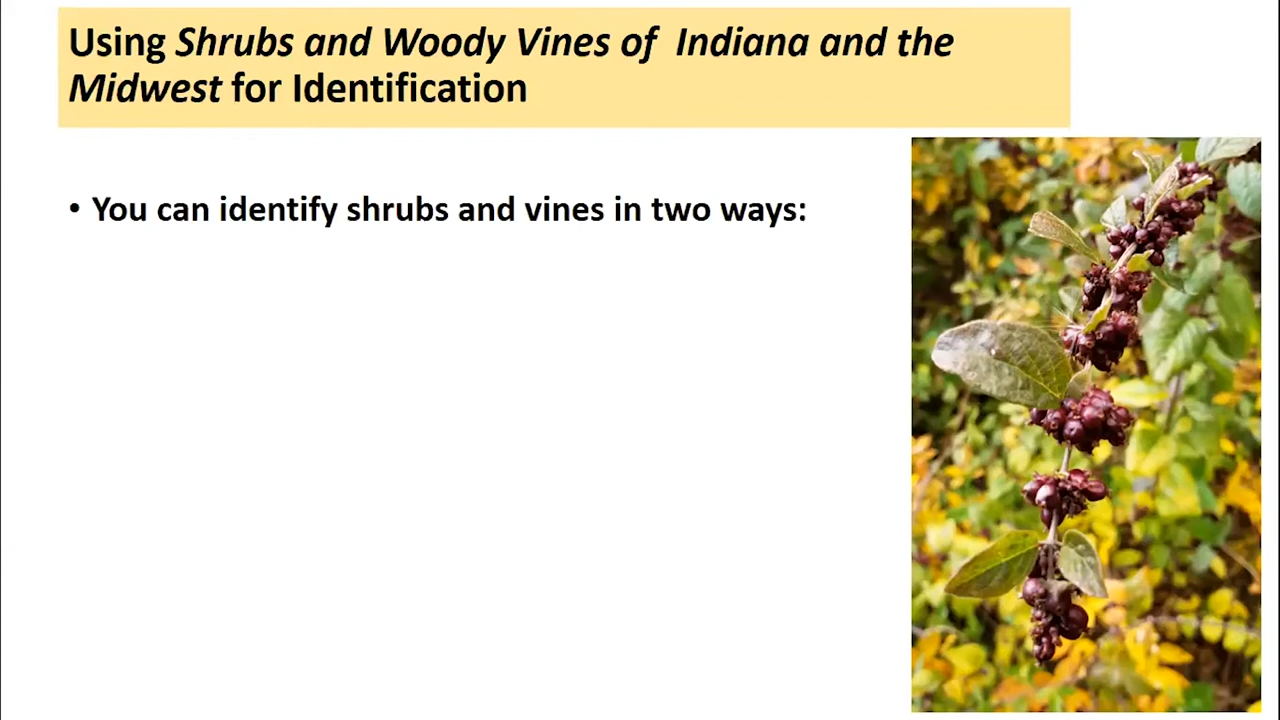 Using Shrubs and Woody Vines of Indiana and the
Midwest for Identification
• You can identify shrubs and vines in two ways: